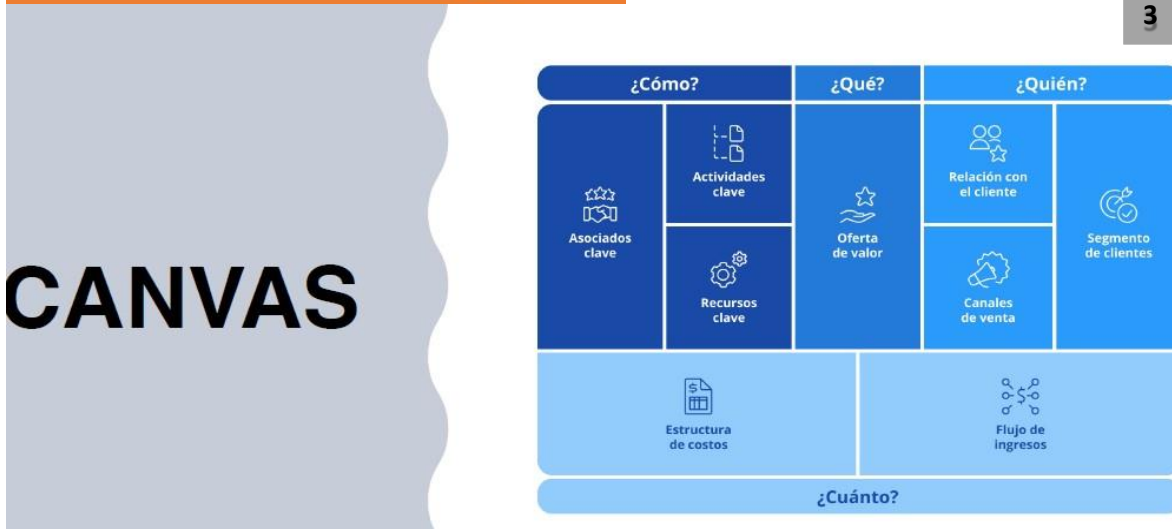 3
CANVAS
¿Cómo?
¿Qué?
¿Quién?
Asociados
clave
Actividades
clave
Recursos
clave
Oferta
de valor
Relación con
el cliente
Canales
de venta
Segmento
de clientes
$
Estructura
de costos
$
Flujo de
ingresos
¿Cuánto?